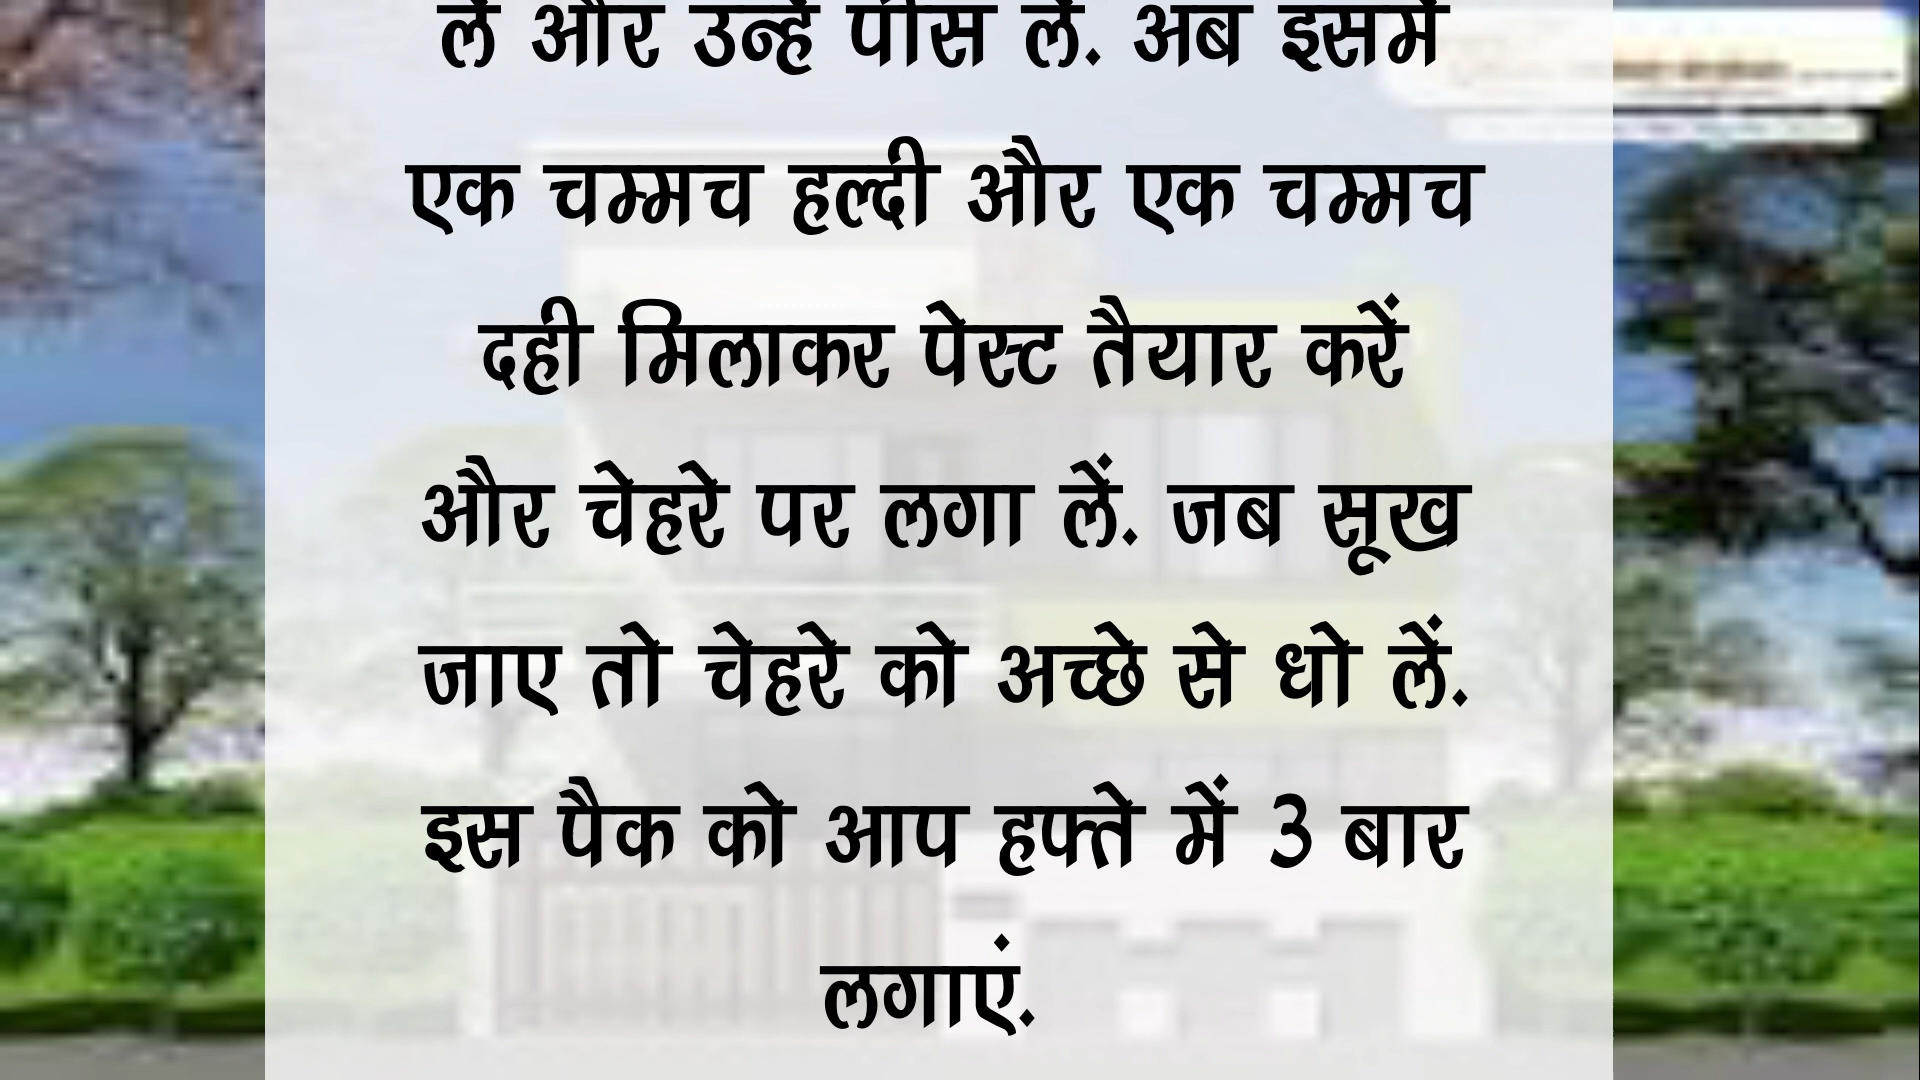 लें और उन्हें पीस लें. अब इसमें
एक चम्मच हल्दी और एक चम्मच
दही मिलाकर पेस्ट तैयार करें
और चेहरे पर लगा लें. जब सूख
जाए तो चेहरे को अच्छे से धो लें.
इस पैक को आप हफ्ते में 3 बार
लगाएं.